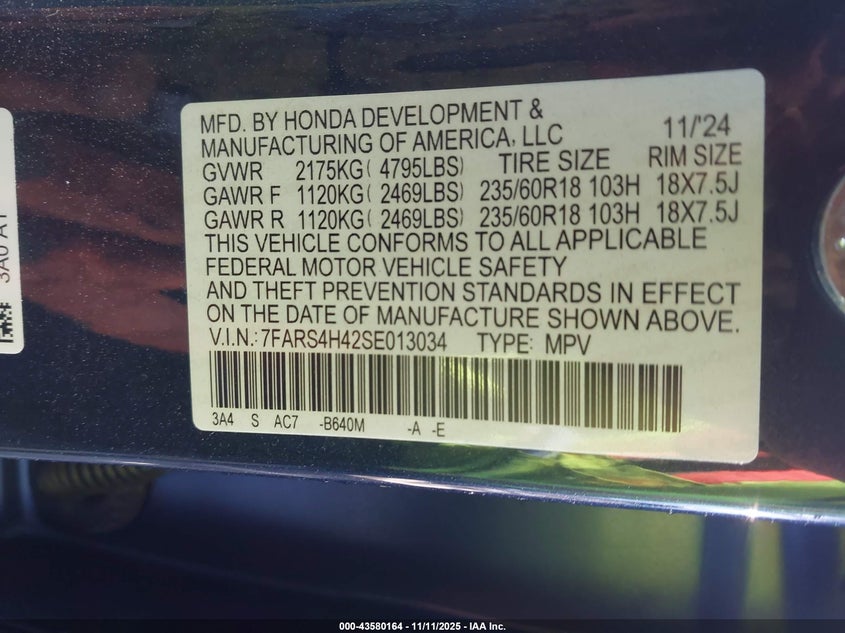 MFD. BY HONDA DEVELOPMENT &
MANUFACTURING OF AMERICA, LLC 11/'24
GVWR 2175KG( 4795LBS) TIRE SIZE RIM SIZE
GAWR F 1120KG( 2469LBS) 235/60R18 103H 18X7.5J
GAWR R 1120KG( 2469LBS) 235/60R18 103H 18X7.5J
THIS VEHICLE CONFORMS TO ALL APPLICABLE
FEDERAL MOTOR VEHICLE SAFETY
AND THEFT PREVENTION STANDARDS IN EFFECT
ON THE DATE OF MANUFACTURE SHOWN ABOVE.
V.I.N.: 7FARS4H42SE013034 TYPE: MPV
3A4 S AC7 -B640M -A -E
3A0 A1
000-43580164 - 11/11/2025 - IAA Inc.